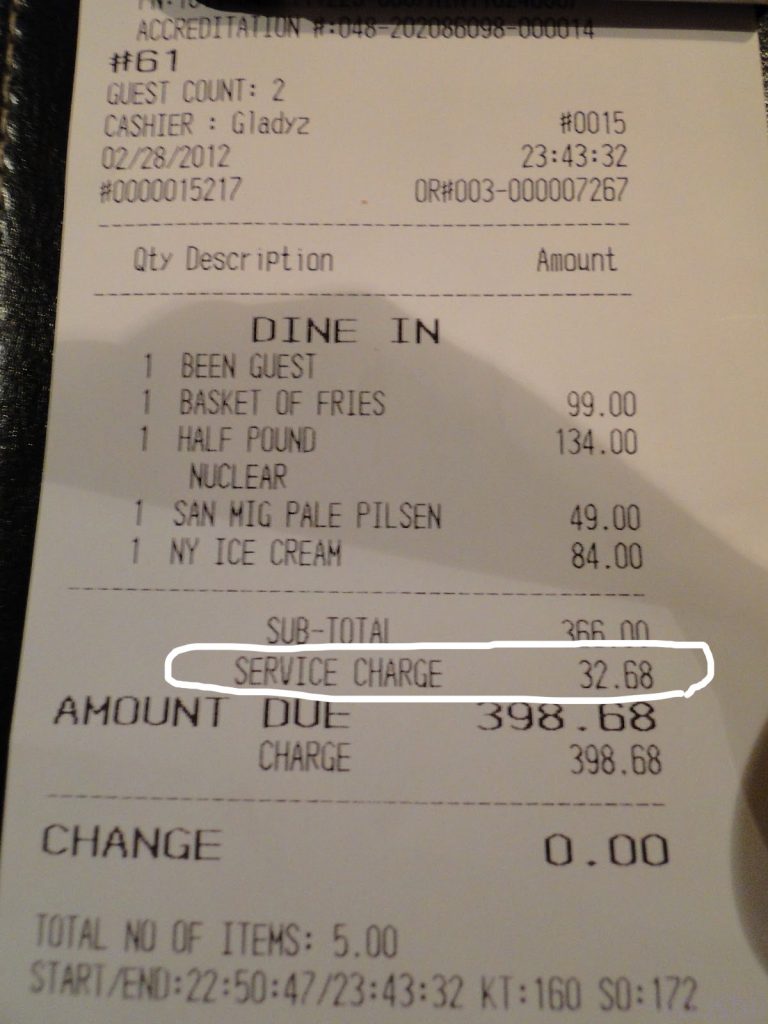 ACCREDITATION #:048-202086098-000014
#61
GUEST COUNT: 2
CASHIER : Gladyz #0015
02/28/2012 23:43:32
#0000015217 OR#003-000007267
Qty Description Amount
DINE IN
1 BEEN GUEST
1 BASKET OF FRIES 99.00
1 HALF POUND 134.00
NUCLEAR
1 SAN MIG PALE PILSEN 49.00
1 NY ICE CREAM 84.00
SUB-TOTAL 366.00
SERVICE CHARGE 32.68
AMOUNT DUE 398.68
CHARGE 398.68
CHANGE 0.00
TOTAL NO OF ITEMS: 5.00
START/END:22:50:47/23:43:32 KT:160 SO:172